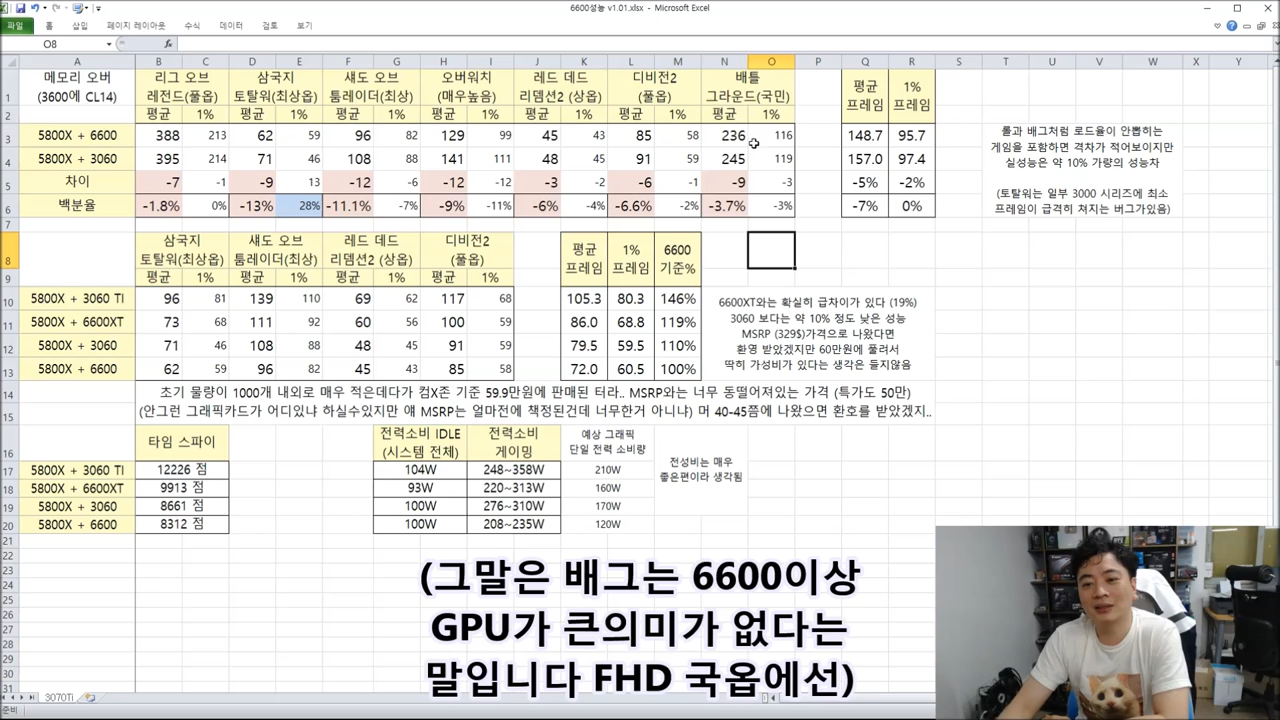 6600성능 v1.01.xlsx - Microsoft Excel
파일 홈 삽입 페이지 레이아웃 수식 데이터 검토 보기
O8 fx
A B C D E F G H I J K L M N O P Q R S T U V W X Y
1 메모리 오버 리그 오브 삼국지 섀도 오브 오버워치 레드 데드 디비전2 배틀 평균 1%
(3600에 CL14) 레전드(풀옵) 토탈워(최상옵) 툼레이더(최상) (매우높음) 리뎀션2 (상옵) (풀옵) 그라운드(국민) 프레임 프레임
2 평균 1% 평균 1% 평균 1% 평균 1% 평균 1% 평균 1% 평균 1%
3 5800X + 6600 388 213 62 59 96 82 129 99 45 43 85 58 236 116 148.7 95.7
4 5800X + 3060 395 214 71 46 108 88 141 111 48 45 91 59 245 119 157.0 97.4
5 차이 -7 -1 -9 13 -12 -6 -12 -12 -3 -2 -6 -1 -9 -3 -5% -2%
6 백분율 -1.8% 0% -13% 28% -11.1% -7% -9% -11% -6% -4% -6.6% -2% -3.7% -3% -7% 0%
롤과 배그처럼 로드율이 안뽑히는
게임을 포함하면 격차가 적어보이지만
실성능은 약 10% 가량의 성능차
(토탈워는 일부 3000 시리즈에 최소
프레임이 급격히 쳐지는 버그가있음)
7
8 삼국지 섀도 오브 레드 데드 디비전2 평균 1% 6600
토탈워(최상옵) 툼레이더(최상) 리뎀션2 (상옵) (풀옵) 프레임 프레임 기준%
9 평균 1% 평균 1% 평균 1% 평균 1%
10 5800X + 3060 TI 96 81 139 110 69 62 117 68 105.3 80.3 146%
11 5800X + 6600XT 73 68 111 92 60 56 100 59 86.0 68.8 119%
12 5800X + 3060 71 46 108 88 48 45 91 59 79.5 59.5 110%
13 5800X + 6600 62 59 96 82 45 43 85 58 72.0 60.5 100%
6600XT와는 확실히 급차이가 있다 (19%)
3060 보다는 약 10% 정도 낮은 성능
MSRP (329$)가격으로 나왔다면
환영 받았겠지만 60만원에 풀려서
딱히 가성비가 있다는 생각은 들지않음
14 초기 물량이 1000개 내외로 매우 적은데다가 컴X존 기준 59.9만원에 판매된 터라.. MSRP와는 너무 동떨어져있는 가격 (특가도 50만)
15 (안그런 그래픽카드가 어디있냐 하실수있지만 얘 MSRP는 얼마전에 책정된건데 너무한거 아니냐) 머 40-45쯤에 나왔으면 환호를 받았겠지..
16 타임 스파이 전력소비 IDLE 전력소비 예상 그래픽
(시스템 전체) 게이밍 단일 전력 소비량
17 5800X + 3060 TI 12226 점 104W 248~358W 210W
18 5800X + 6600XT 9913 점 93W 220~313W 160W
19 5800X + 3060 8661 점 100W 276~310W 170W
20 5800X + 6600 8312 점 100W 208~235W 120W
전성비는 매우
좋은편이라 생각됨
21
22
23
24
25
26
27
28
29
30
31
(그말은 배그는 6600이상
GPU가 큰의미가 없다는
말입니다 FHD 국옵에선)
3070Ti
준비